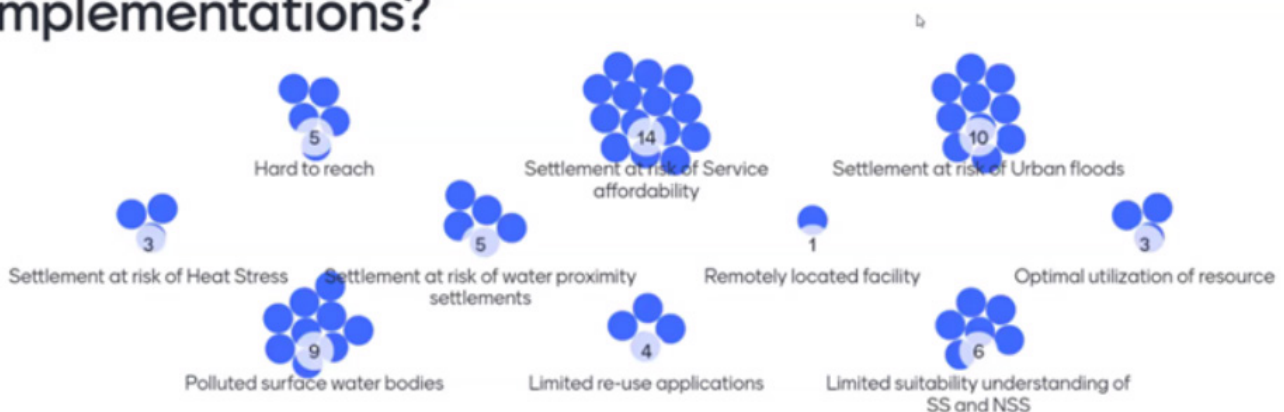 mplementations?
5
Hard to reach
14
Settlement at risk of Service
affordability
10
Settlement at risk of Urban floods
3
Settlement at risk of Heat Stress
5
Settlement at risk of water proximity
settlements
1
Remotely located facility
3
Optimal utilization of resource
9
Polluted surface water bodies
4
Limited re-use applications
6
Limited suitability understanding of
SS and NSS